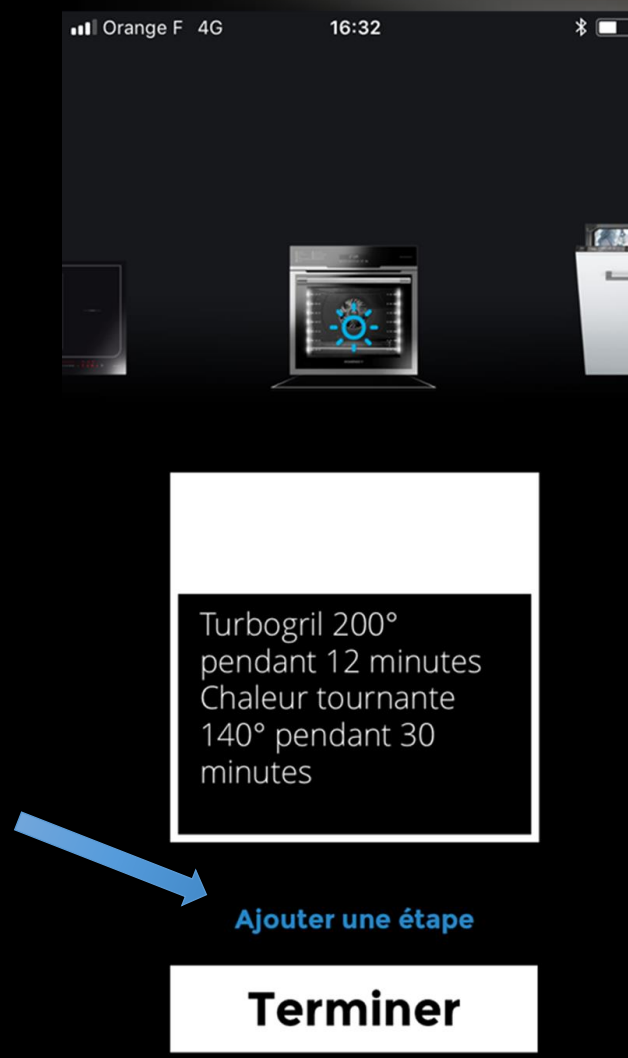 Orange F 4G 16:32
Turbogril 200°
pendant 12 minutes
Chaleur tournante
140° pendant 30
minutes
Ajouter une étape
Terminer